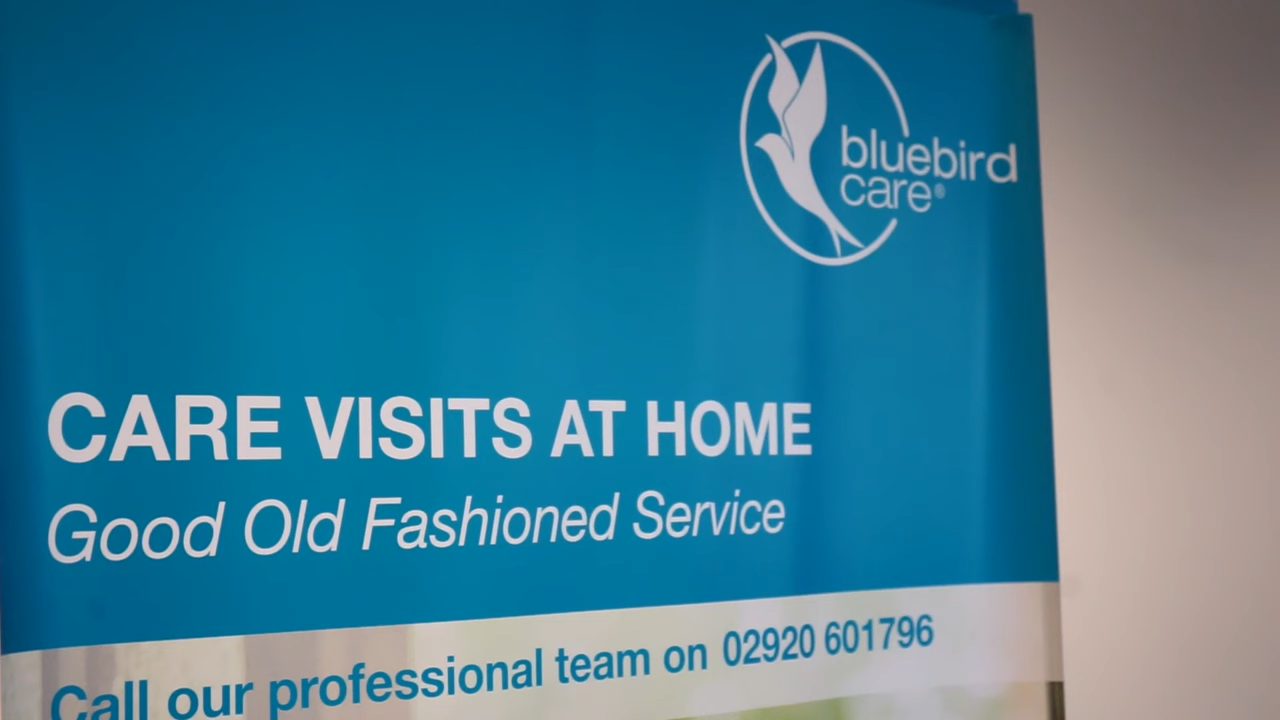 bluebird
care®
CARE VISITS AT HOME
Good Old Fashioned Service
Call our professional team on 02920 601796